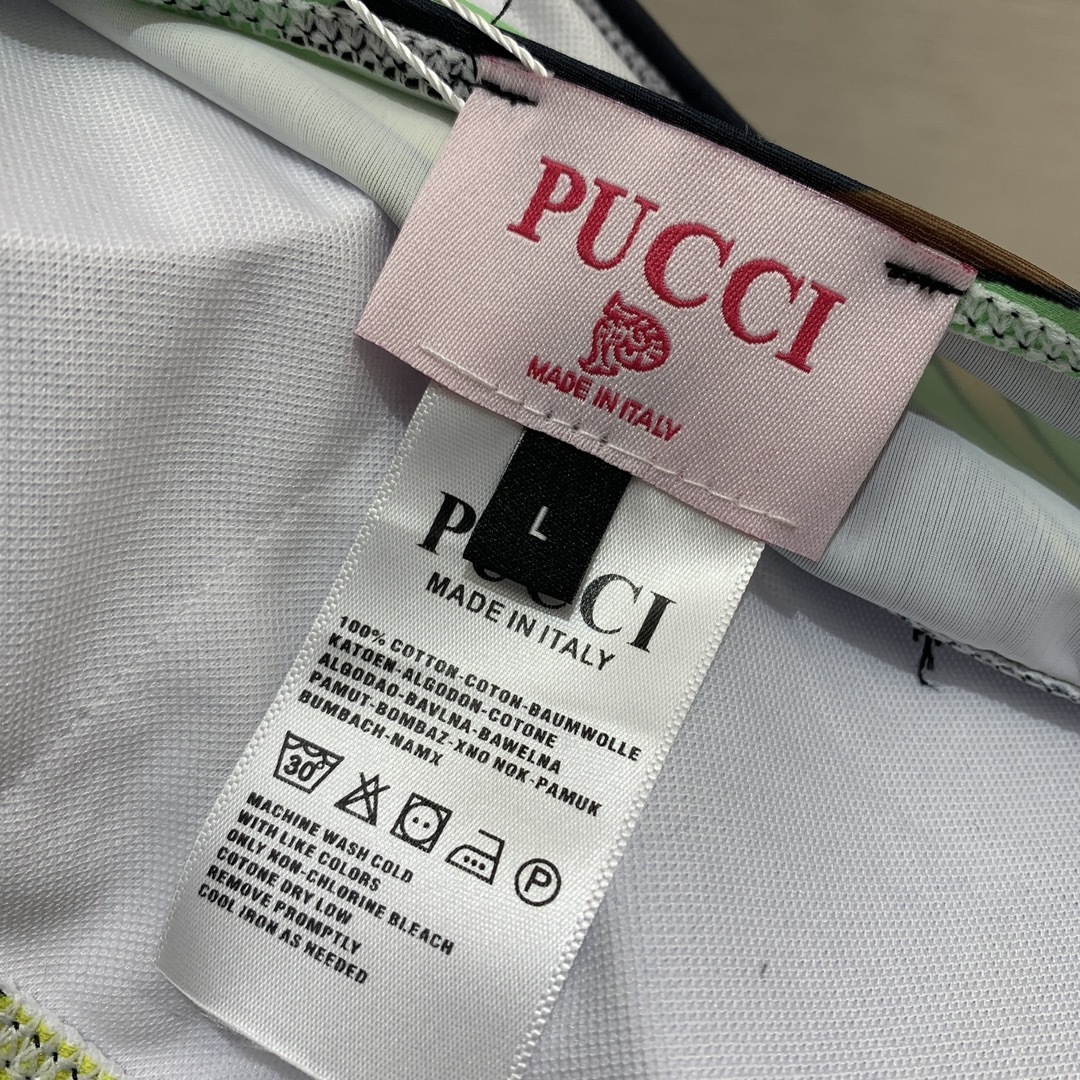 PUCCI
MADE IN ITALY
L
PUCCI
MADE IN ITALY
100% COTTON-COTON-BAUMWOLLE
KATOEN-ALGODON-COTONE
ALGODAO-BAVLNA-BAWELNA
PAMUT-BOMBAZ-XNO NOK-PAMUK
BUMBACH-NAMX
30°
P
MACHINE WASH COLD
WITH LIKE COLORS
ONLY NON-CHLORINE BLEACH
COTONE DRY LOW
REMOVE PROMPTLY
COOL IRON AS NEEDED